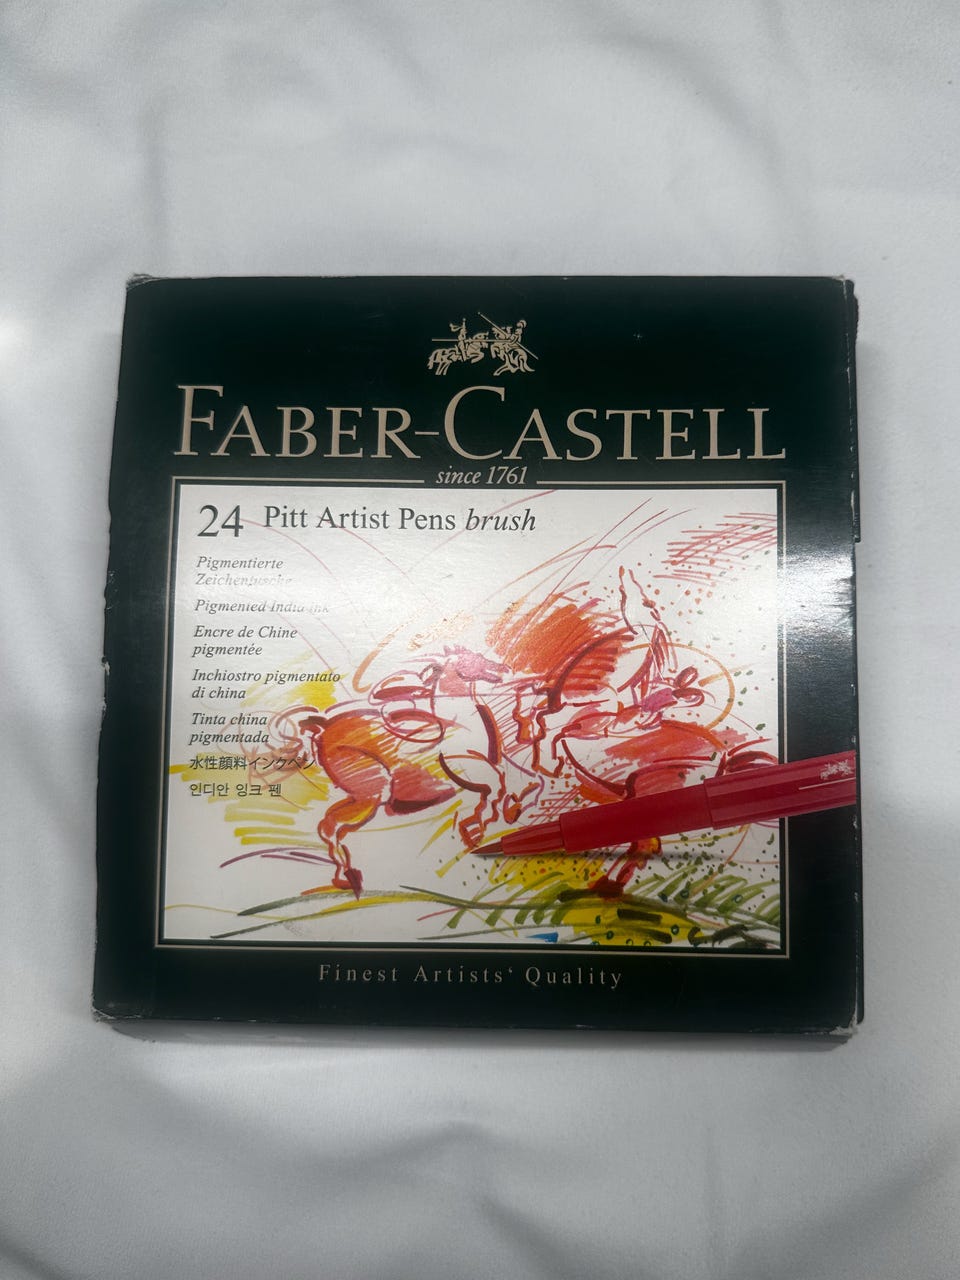 FABER-CASTELL
since 1761
24 Pitt Artist Pens brush
Pigmentierte
Zeichentusche
Pigmented India ink
Encre de Chine
pigmentée
Inchiostro pigmentato
di china
Tinta china
pigmentada
水性顔料インクペン
인디안 잉크 펜
Finest Artists‘ Quality